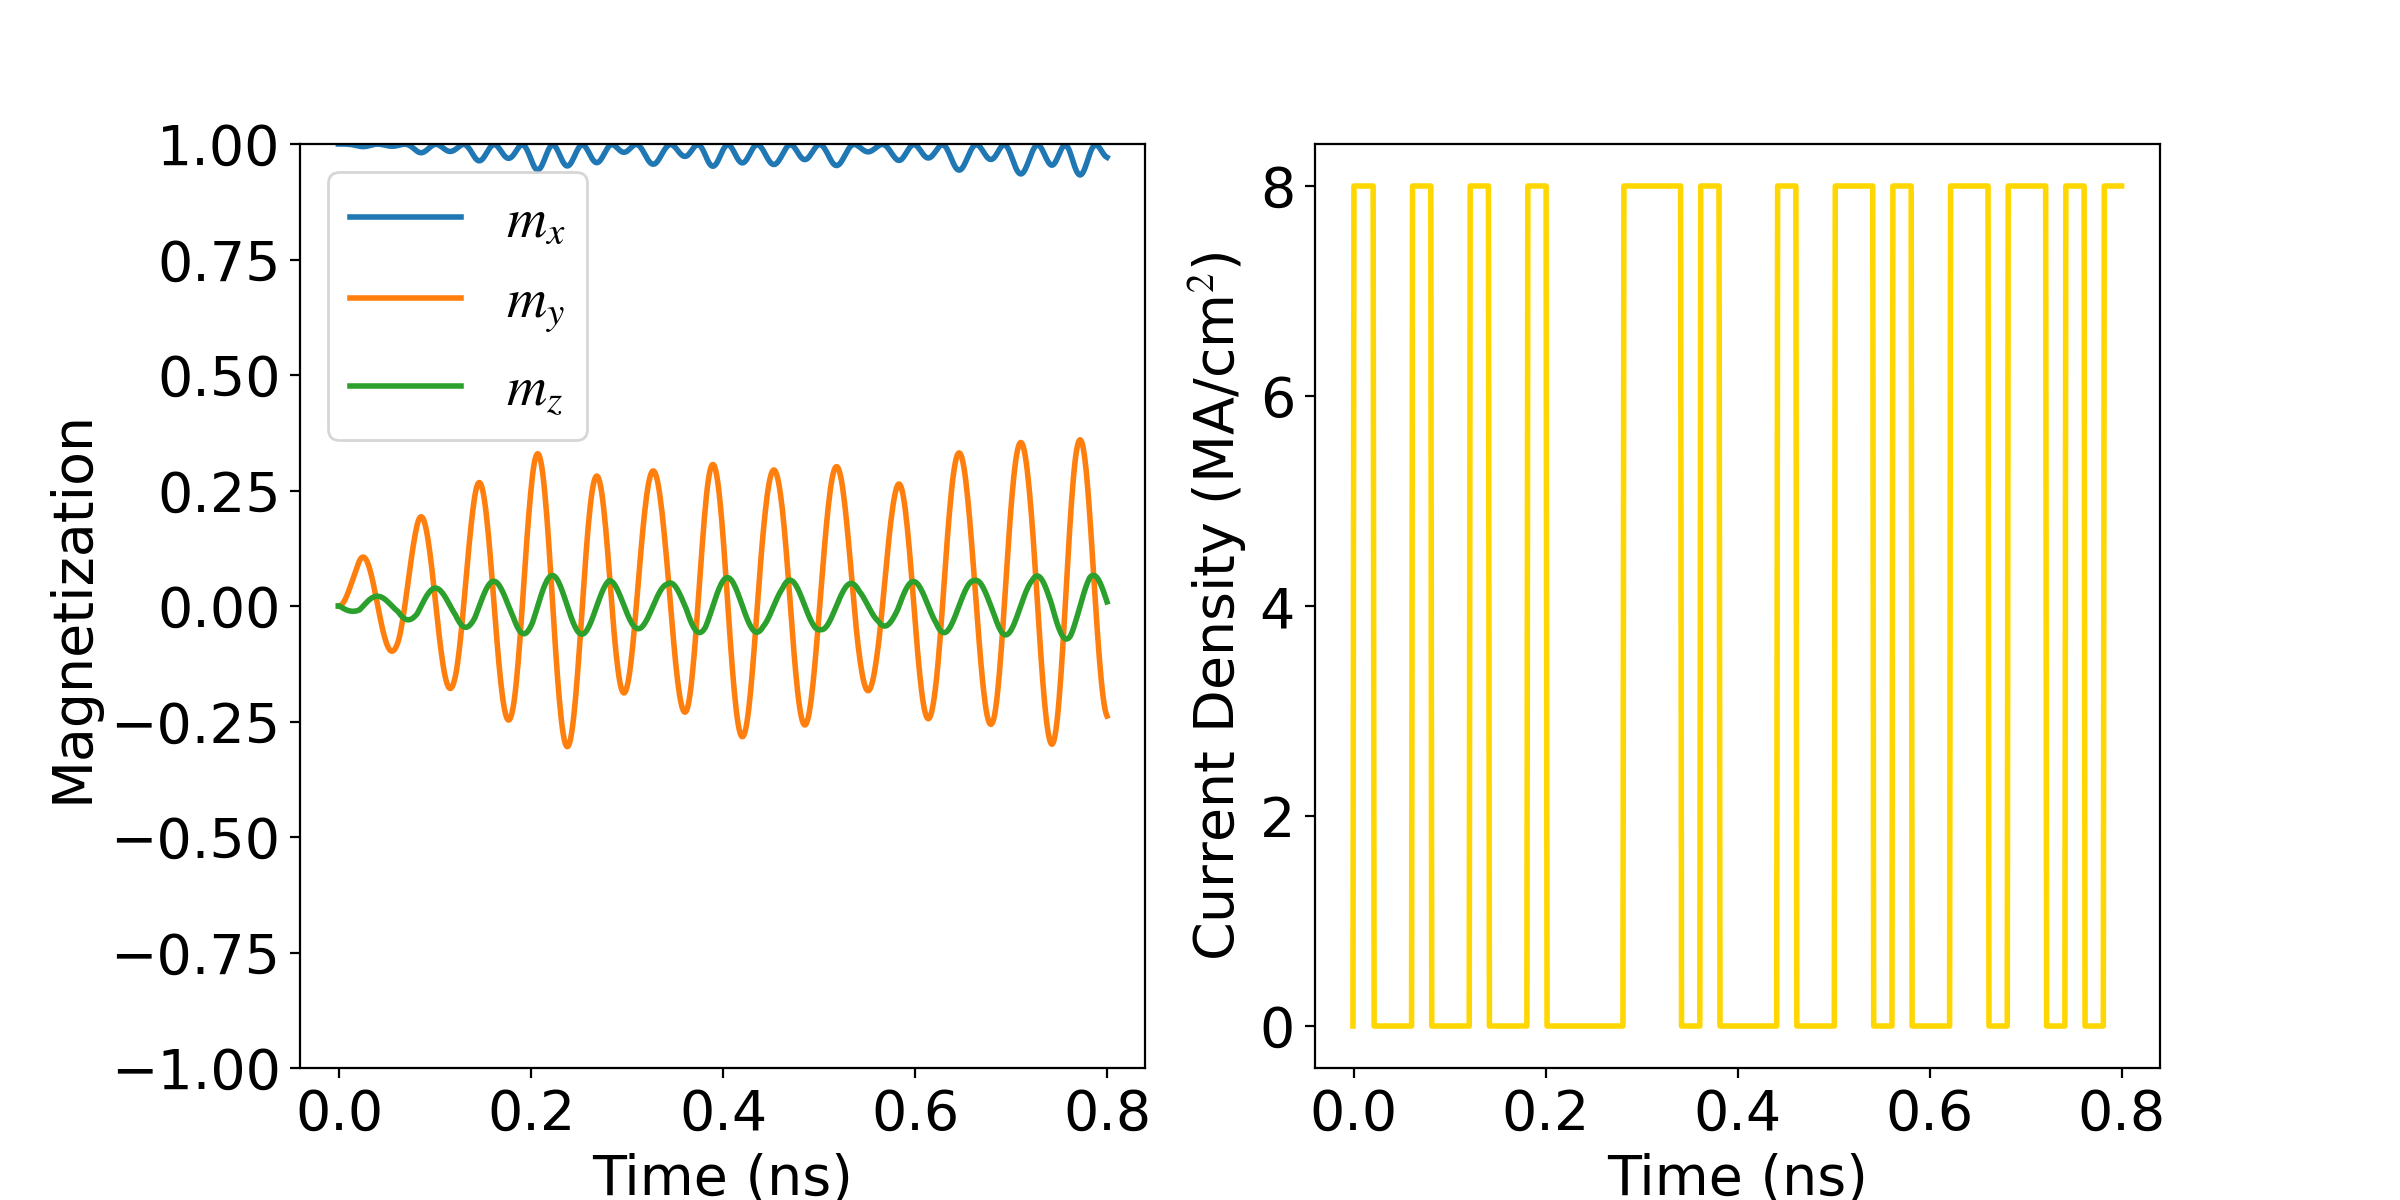 1.00
0.75
0.50
0.25
0.00
−0.25
−0.50
−0.75
−1.00
Magnetization
m_x
m_y
m_z
0.0 0.2 0.4 0.6 0.8
Time (ns)
8
6
4
2
0
Current Density (MA/cm²)
0.0 0.2 0.4 0.6 0.8
Time (ns)